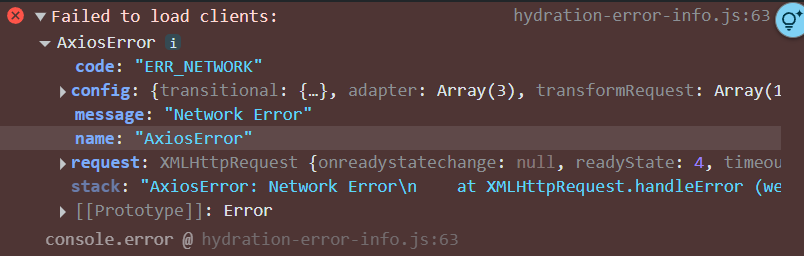 Failed to load clients: hydration-error-info.js:63
AxiosError i
code: "ERR_NETWORK"
config: {transitional: {…}, adapter: Array(3), transformRequest: Array(1
message: "Network Error"
name: "AxiosError"
request: XMLHttpRequest {onreadystatechange: null, readyState: 4, timeou
stack: "AxiosError: Network Error\n    at XMLHttpRequest.handleError (we
[[Prototype]]: Error
console.error @ hydration-error-info.js:63